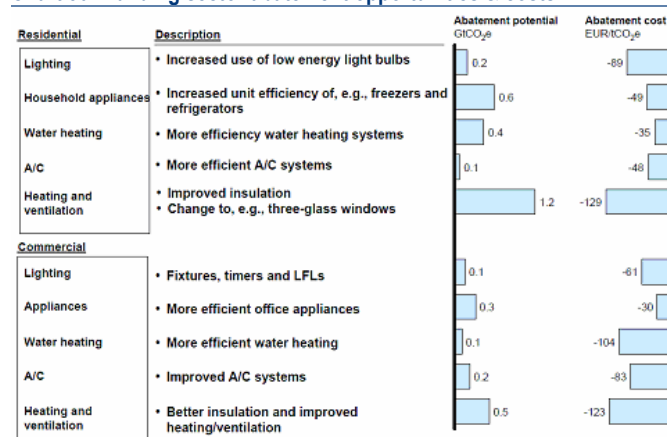 Abatement potential Abatement cost
Residential Description GtCO2e EUR/tCO2e
Lighting • Increased use of low energy light bulbs 0.2 -89
Household appliances • Increased unit efficiency of, e.g., freezers and refrigerators 0.6 -49
Water heating • More efficiency water heating systems 0.4 -35
A/C • More efficient A/C systems 0.1 -48
Heating and ventilation • Improved insulation
• Change to, e.g., three-glass windows 1.2 -129
Commercial
Lighting • Fixtures, timers and LFLs 0.1 -61
Appliances • More efficient office appliances 0.3 -30
Water heating • More efficient water heating 0.1 -104
A/C • Improved A/C systems 0.2 -83
Heating and ventilation • Better insulation and improved heating/ventilation 0.5 -123